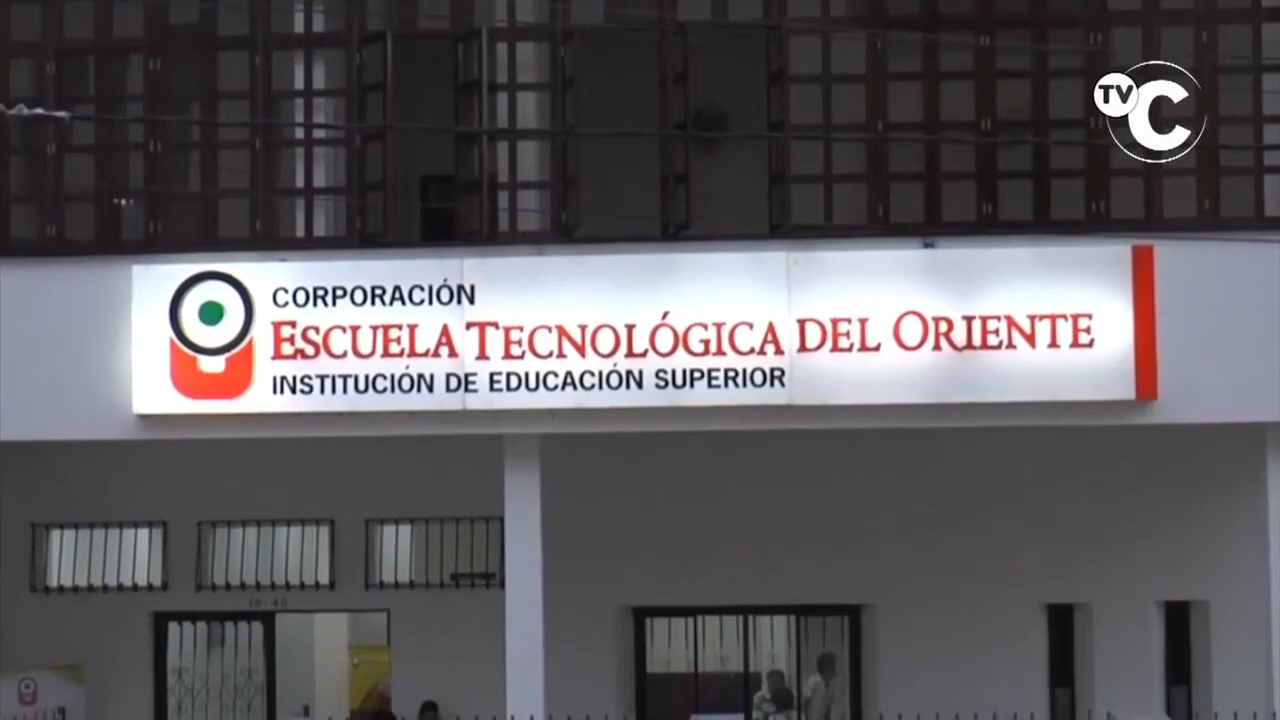 TV C
CORPORACIÓN
ESCUELA TECNOLÓGICA DEL ORIENTE
INSTITUCIÓN DE EDUCACIÓN SUPERIOR